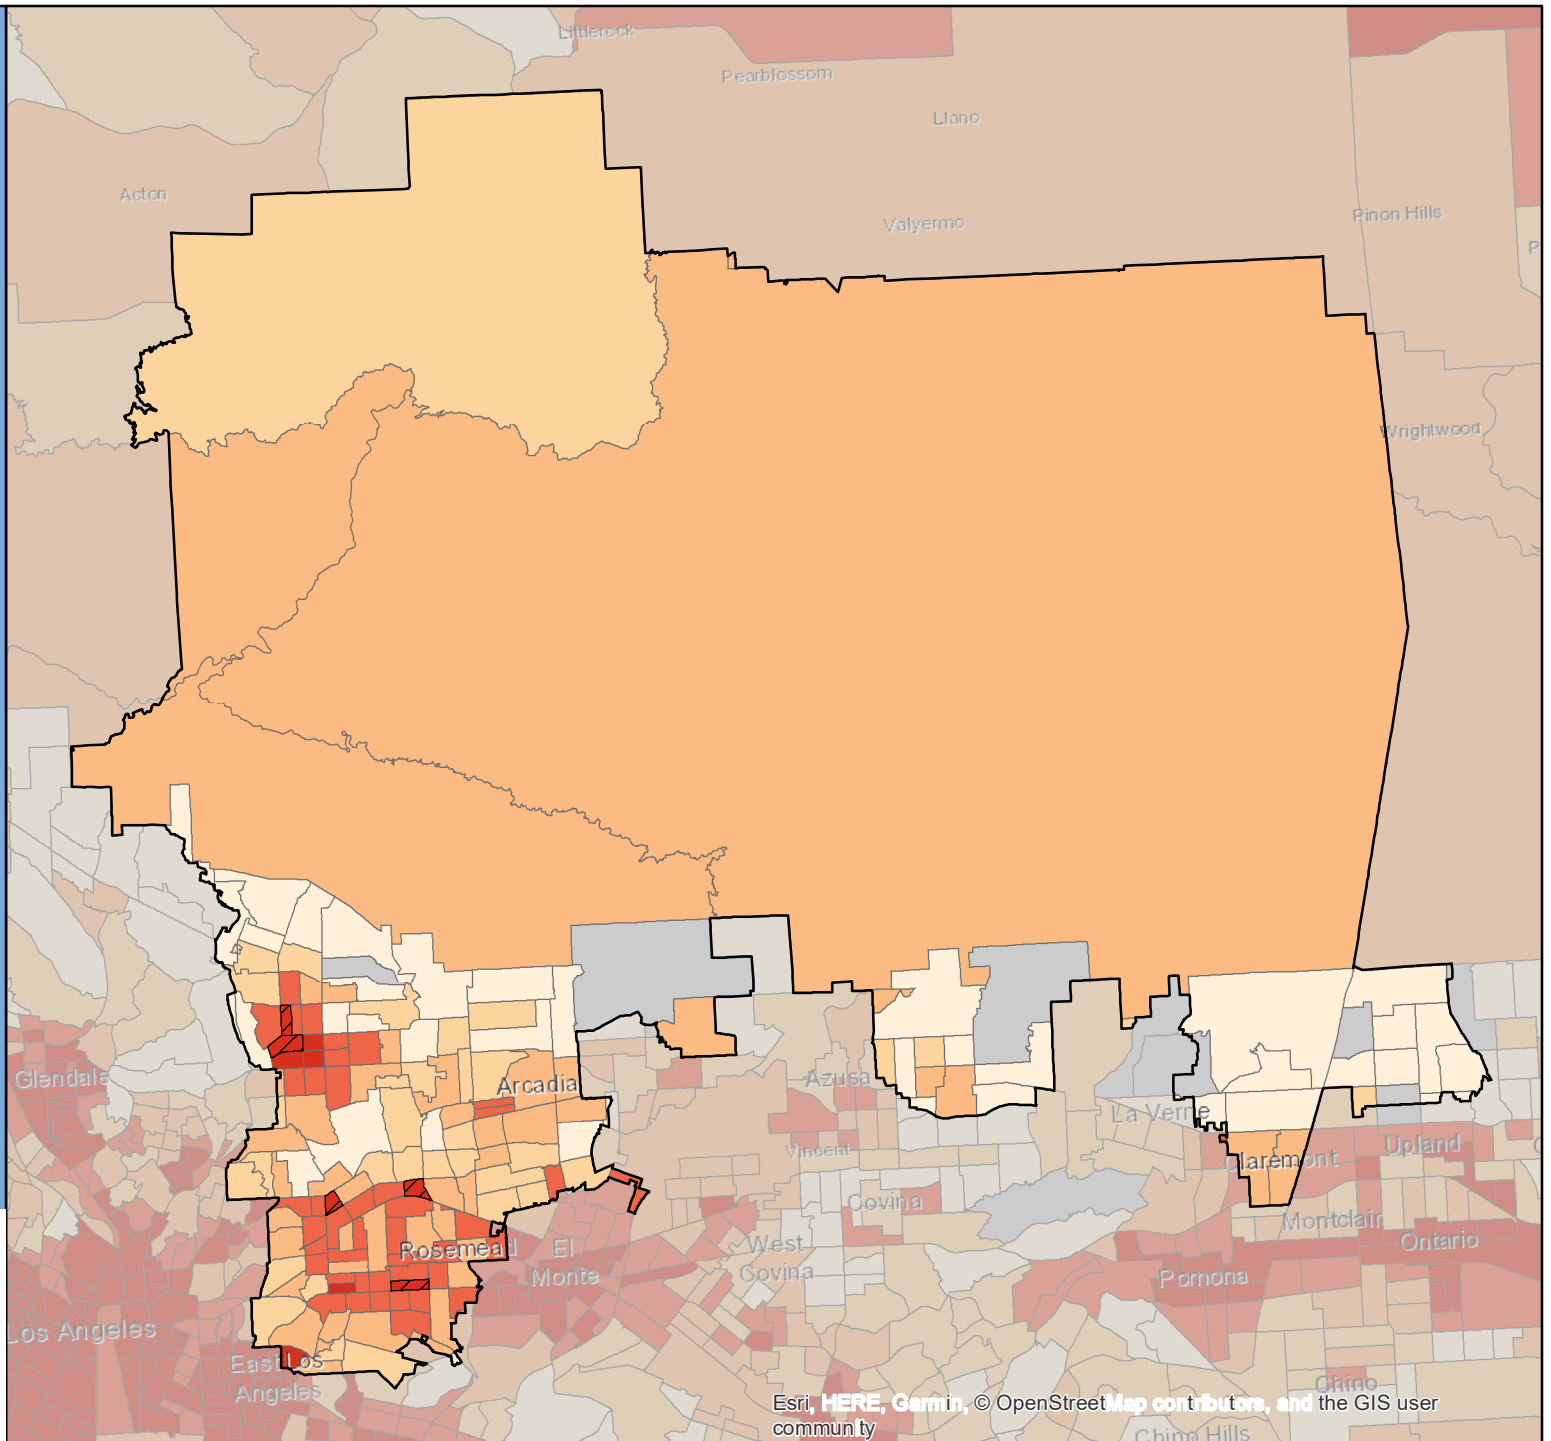 Littlerock
Pearblossom
Llano
Acton
Valyermo
Pinon Hills
P
Wrightwood
Glendale
Arcadia
Azusa
La Verne
Vincent
Upland
Claremont
Covina
Montclair
Rosemead
El
Monte
West
Covina
Ontario
Pomona
Los Angeles
East Los
Angeles
Chino
Esri, HERE, Garmin, © OpenStreetMap contributors, and the GIS user
community
Chino Hills